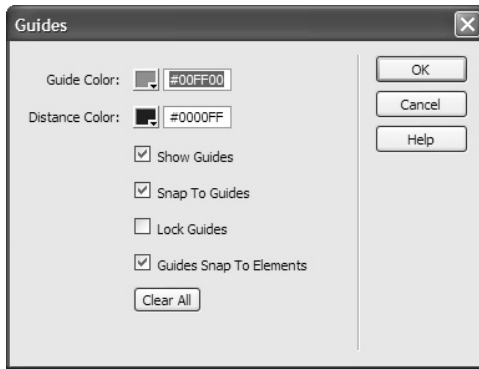 Guides
Guide Color: #00FF00
Distance Color: #0000FF
Show Guides
Snap To Guides
Lock Guides
Guides Snap To Elements
Clear All
OK
Cancel
Help